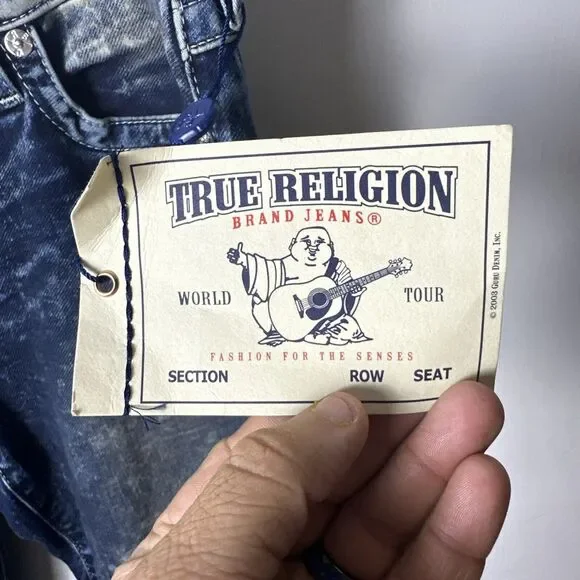 TRUE RELIGION
BRAND JEANS®
WORLD TOUR
FASHION FOR THE SENSES
SECTION ROW SEAT
© 2003 GURU DENIM, INC.